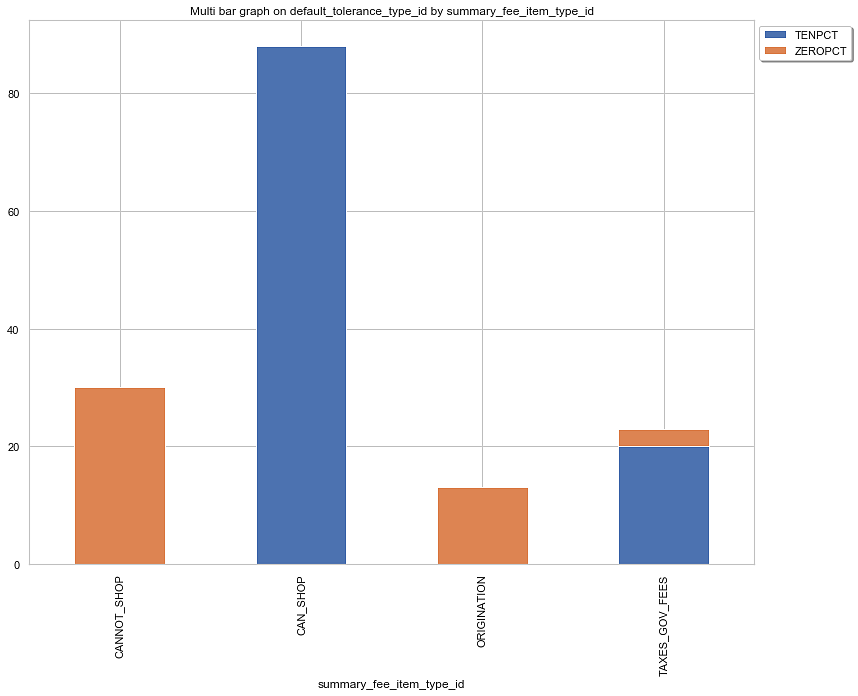 Multi bar graph on default_tolerance_type_id by summary_fee_item_type_id
TENPCT
ZEROPCT
80
60
40
20
0
CANNOT_SHOP
CAN_SHOP
ORIGINATION
TAXES_GOV_FEES
summary_fee_item_type_id